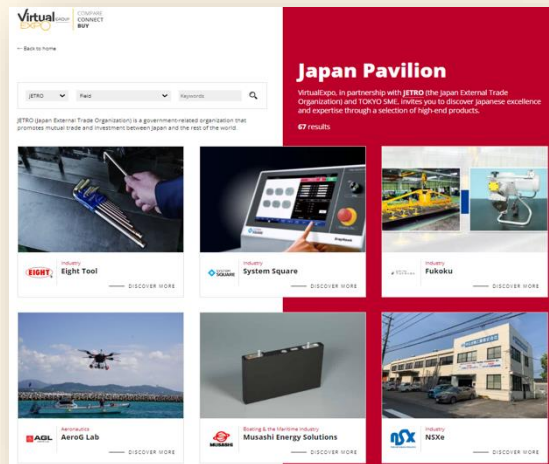 Virtual
EXPO GROUP
COMPARE
CONNECT
BUY
← Back to home
JETRO
Field
Keywords
JETRO (Japan External Trade Organization) is a government-related organization that
promotes mutual trade and investment between Japan and the rest of the world.
Japan Pavilion
VirtualExpo, in partnership with JETRO (the Japan External Trade
Organization) and TOKYO SME, invites you to discover Japanese excellence
and expertise through a selection of high-end products.
67 results
EIGHT
Industry
Eight Tool
DISCOVER MORE
SYSTEM
SQUARE
Industry
System Square
DISCOVER MORE
Industry
Fukoku
DISCOVER MORE
AGL
Aeronautics
AeroG Lab
DISCOVER MORE
MUSASHI
Boating & the Maritime Industry
Musashi Energy Solutions
DISCOVER MORE
NSX
Industry
NSXe
DISCOVER MORE